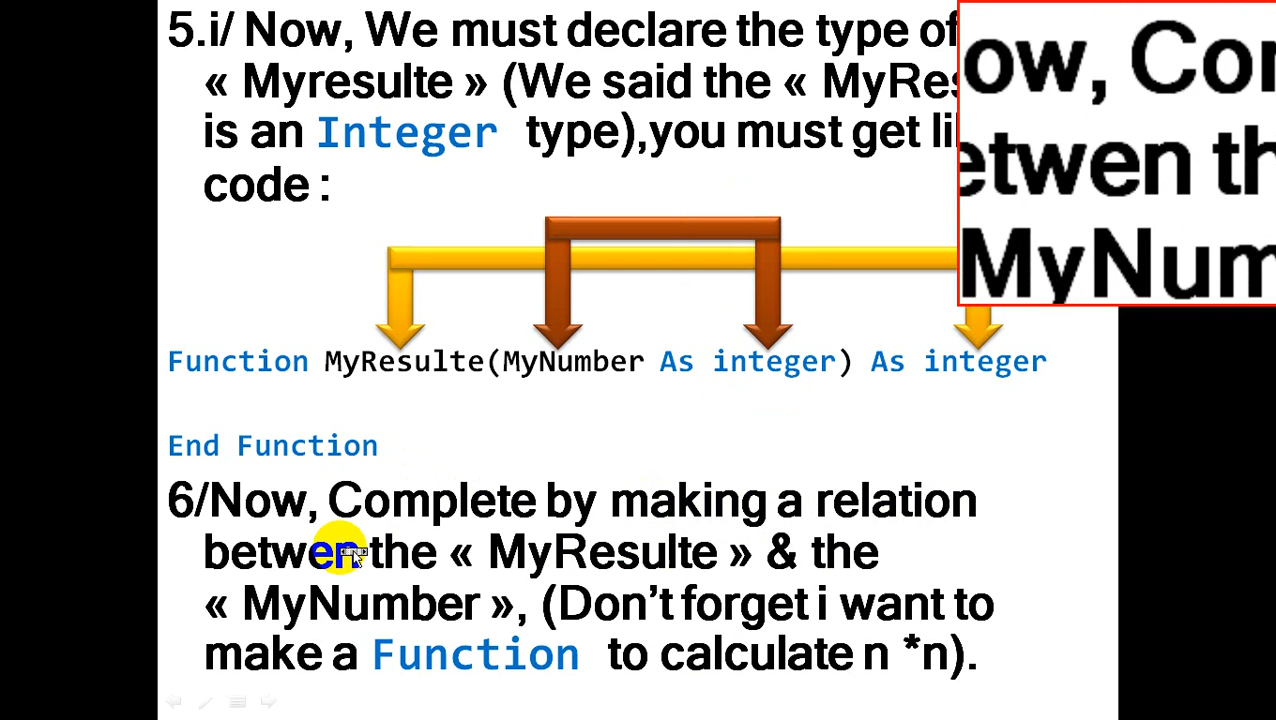 5.i/ Now, We must declare the type of
« Myresulte » (We said the « MyRes
is an Integer type),you must get li
code :
Function MyResulte(MyNumber As integer) As integer
End Function
6/Now, Complete by making a relation
betwen the « MyResulte » & the
« MyNumber », (Don't forget i want to
make a Function to calculate n *n).
ow, Con
etwen th
MyNum